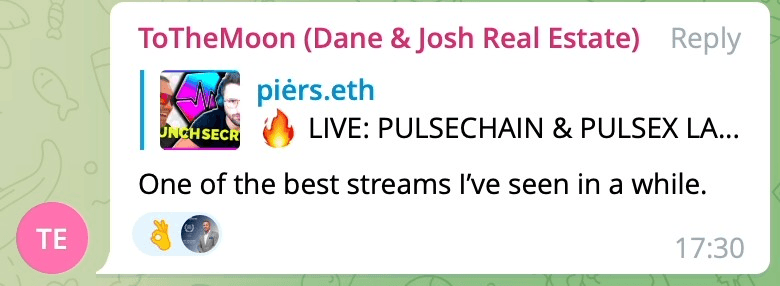 ToTheMoon (Dane & Josh Real Estate) Reply
piėrs.eth
UNCHSECR
🔥 LIVE: PULSECHAIN & PULSEX LA...
One of the best streams I've seen in a while.
TE
👌
17:30